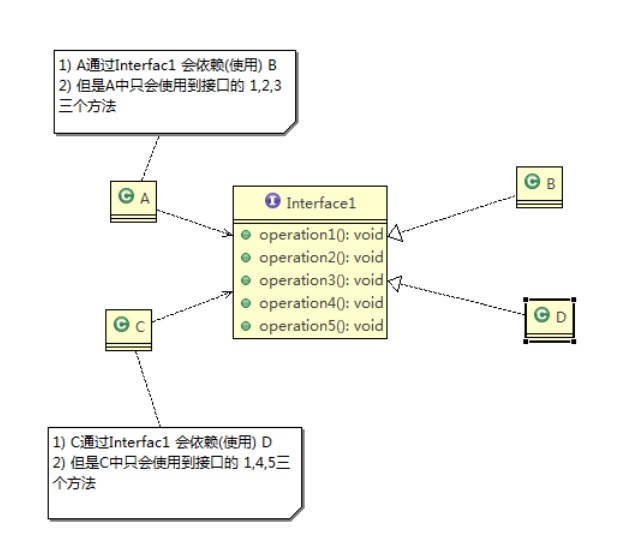 1) A通过Interfac1 会依赖(使用) B
2) 但是A中只会使用到接口的 1,2,3
三个方法
C A
C B
I Interface1
operation1(): void
operation2(): void
operation3(): void
operation4(): void
operation5(): void
C C
C D
1) C通过Interfac1 会依赖(使用) D
2) 但是C中只会使用到接口的 1,4,5三
个方法